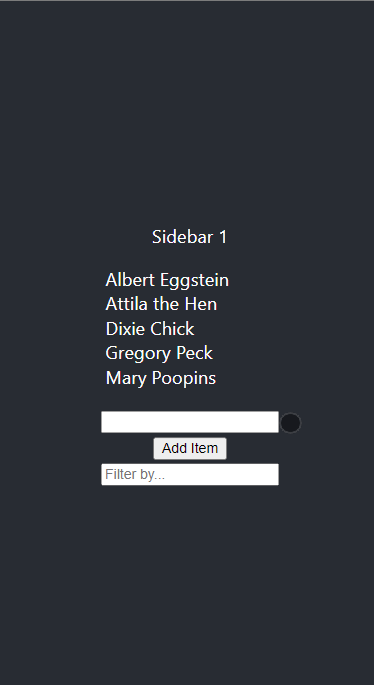 Sidebar 1
Albert Eggstein
Attila the Hen
Dixie Chick
Gregory Peck
Mary Poopins
Add Item
Filter by...